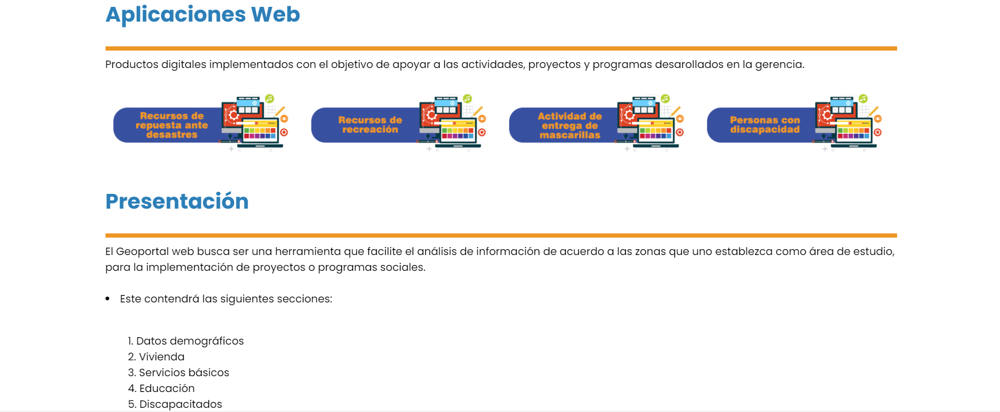 Aplicaciones Web
Productos digitales implementados con el objetivo de apoyar a las actividades, proyectos y programas desarollados en la gerencia.
Recursos de
repuesta ante
desastres
Recursos de
recreación
Actividad de
entrega de
mascarillas
Personas con
discapacidad
Presentación
El Geoportal web busca ser una herramienta que facilite el análisis de información de acuerdo a las zonas que uno establezca como área de estudio,
para la implementación de proyectos o programas sociales.
• Este contendrá las siguientes secciones:
1. Datos demográficos
2. Vivienda
3. Servicios básicos
4. Educación
5. Discapacitados